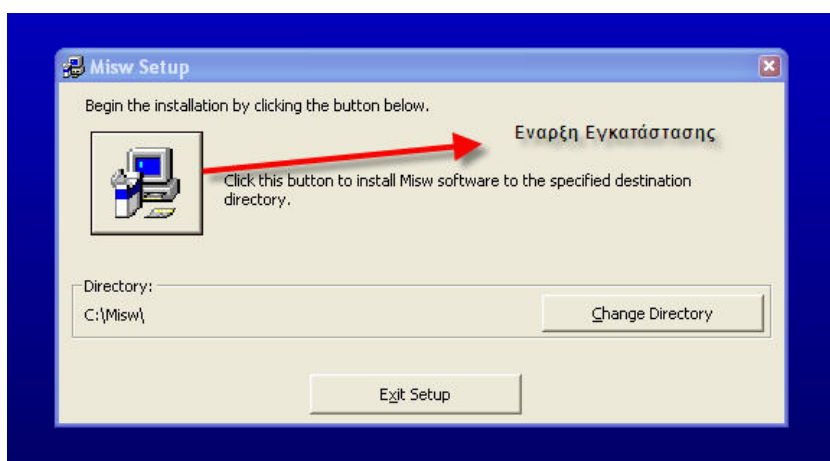 Misw Setup
Begin the installation by clicking the button below.
Εναρξη Εγκατάστασης
Click this button to install Misw software to the specified destination
directory.
Directory:
C:\Misw\
Change Directory
Exit Setup